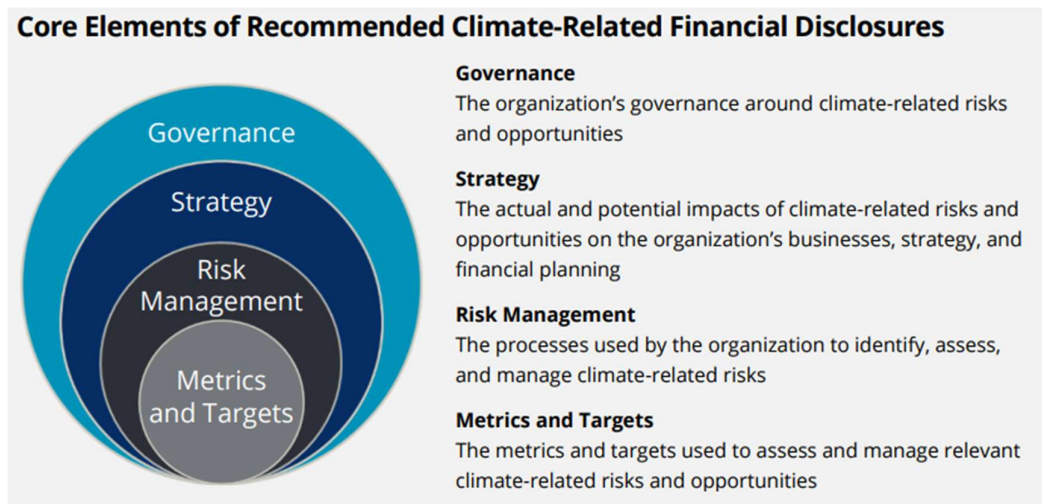 Core Elements of Recommended Climate-Related Financial Disclosures
Governance
Strategy
Risk
Management
Metrics
and Targets
Governance
The organization’s governance around climate-related risks
and opportunities
Strategy
The actual and potential impacts of climate-related risks and
opportunities on the organization’s businesses, strategy, and
financial planning
Risk Management
The processes used by the organization to identify, assess,
and manage climate-related risks
Metrics and Targets
The metrics and targets used to assess and manage relevant
climate-related risks and opportunities